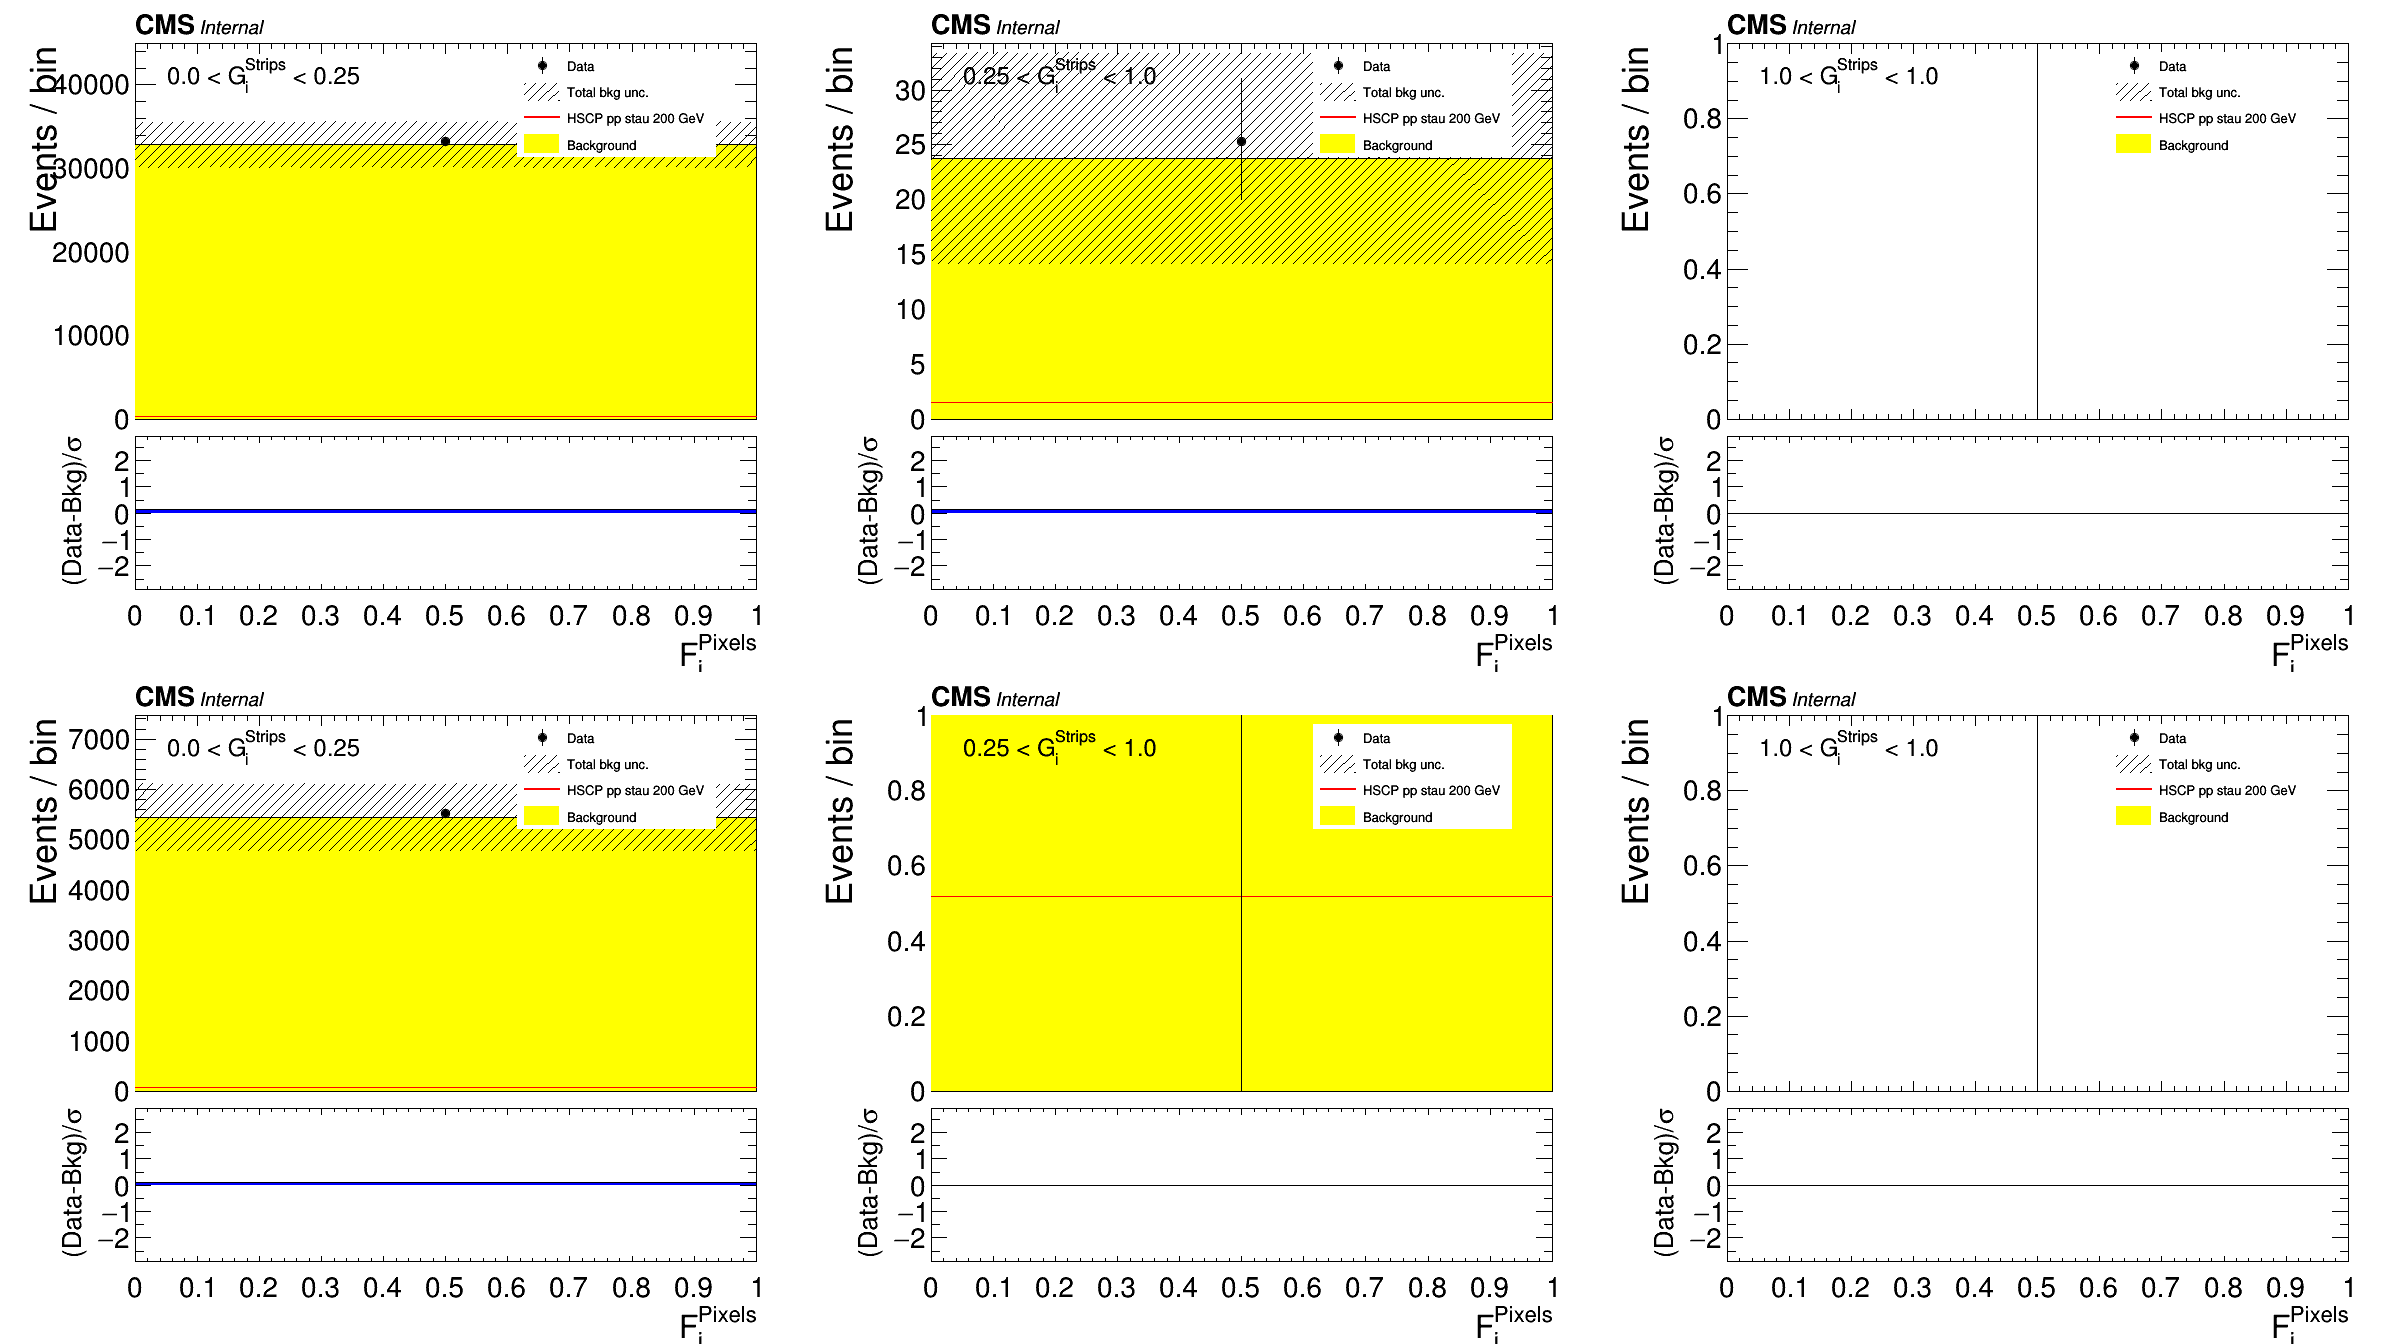 CMS Internal
Events / bin
0.0 < G_i^Strips < 0.25
Data
Total bkg unc.
HSCP pp stau 200 GeV
Background
40000
30000
20000
10000
0
(Data-Bkg)/σ
2
1
0
−1
−2
0 0.1 0.2 0.3 0.4 0.5 0.6 0.7 0.8 0.9 1
F_i^Pixels
CMS Internal
Events / bin
0.25 < G_i^Strips < 1.0
Data
Total bkg unc.
HSCP pp stau 200 GeV
Background
30
25
20
15
10
5
0
(Data-Bkg)/σ
2
1
0
−1
−2
0 0.1 0.2 0.3 0.4 0.5 0.6 0.7 0.8 0.9 1
F_i^Pixels
CMS Internal
Events / bin
1.0 < G_i^Strips < 1.0
Data
Total bkg unc.
HSCP pp stau 200 GeV
Background
1
0.8
0.6
0.4
0.2
0
(Data-Bkg)/σ
2
1
0
−1
−2
0 0.1 0.2 0.3 0.4 0.5 0.6 0.7 0.8 0.9 1
F_i^Pixels
CMS Internal
Events / bin
0.0 < G_i^Strips < 0.25
Data
Total bkg unc.
HSCP pp stau 200 GeV
Background
7000
6000
5000
4000
3000
2000
1000
0
(Data-Bkg)/σ
2
1
0
−1
−2
0 0.1 0.2 0.3 0.4 0.5 0.6 0.7 0.8 0.9 1
F_i^Pixels
CMS Internal
Events / bin
0.25 < G_i^Strips < 1.0
Data
Total bkg unc.
HSCP pp stau 200 GeV
Background
1
0.8
0.6
0.4
0.2
0
(Data-Bkg)/σ
2
1
0
−1
−2
0 0.1 0.2 0.3 0.4 0.5 0.6 0.7 0.8 0.9 1
F_i^Pixels
CMS Internal
Events / bin
1.0 < G_i^Strips < 1.0
Data
Total bkg unc.
HSCP pp stau 200 GeV
Background
1
0.8
0.6
0.4
0.2
0
(Data-Bkg)/σ
2
1
0
−1
−2
0 0.1 0.2 0.3 0.4 0.5 0.6 0.7 0.8 0.9 1
F_i^Pixels